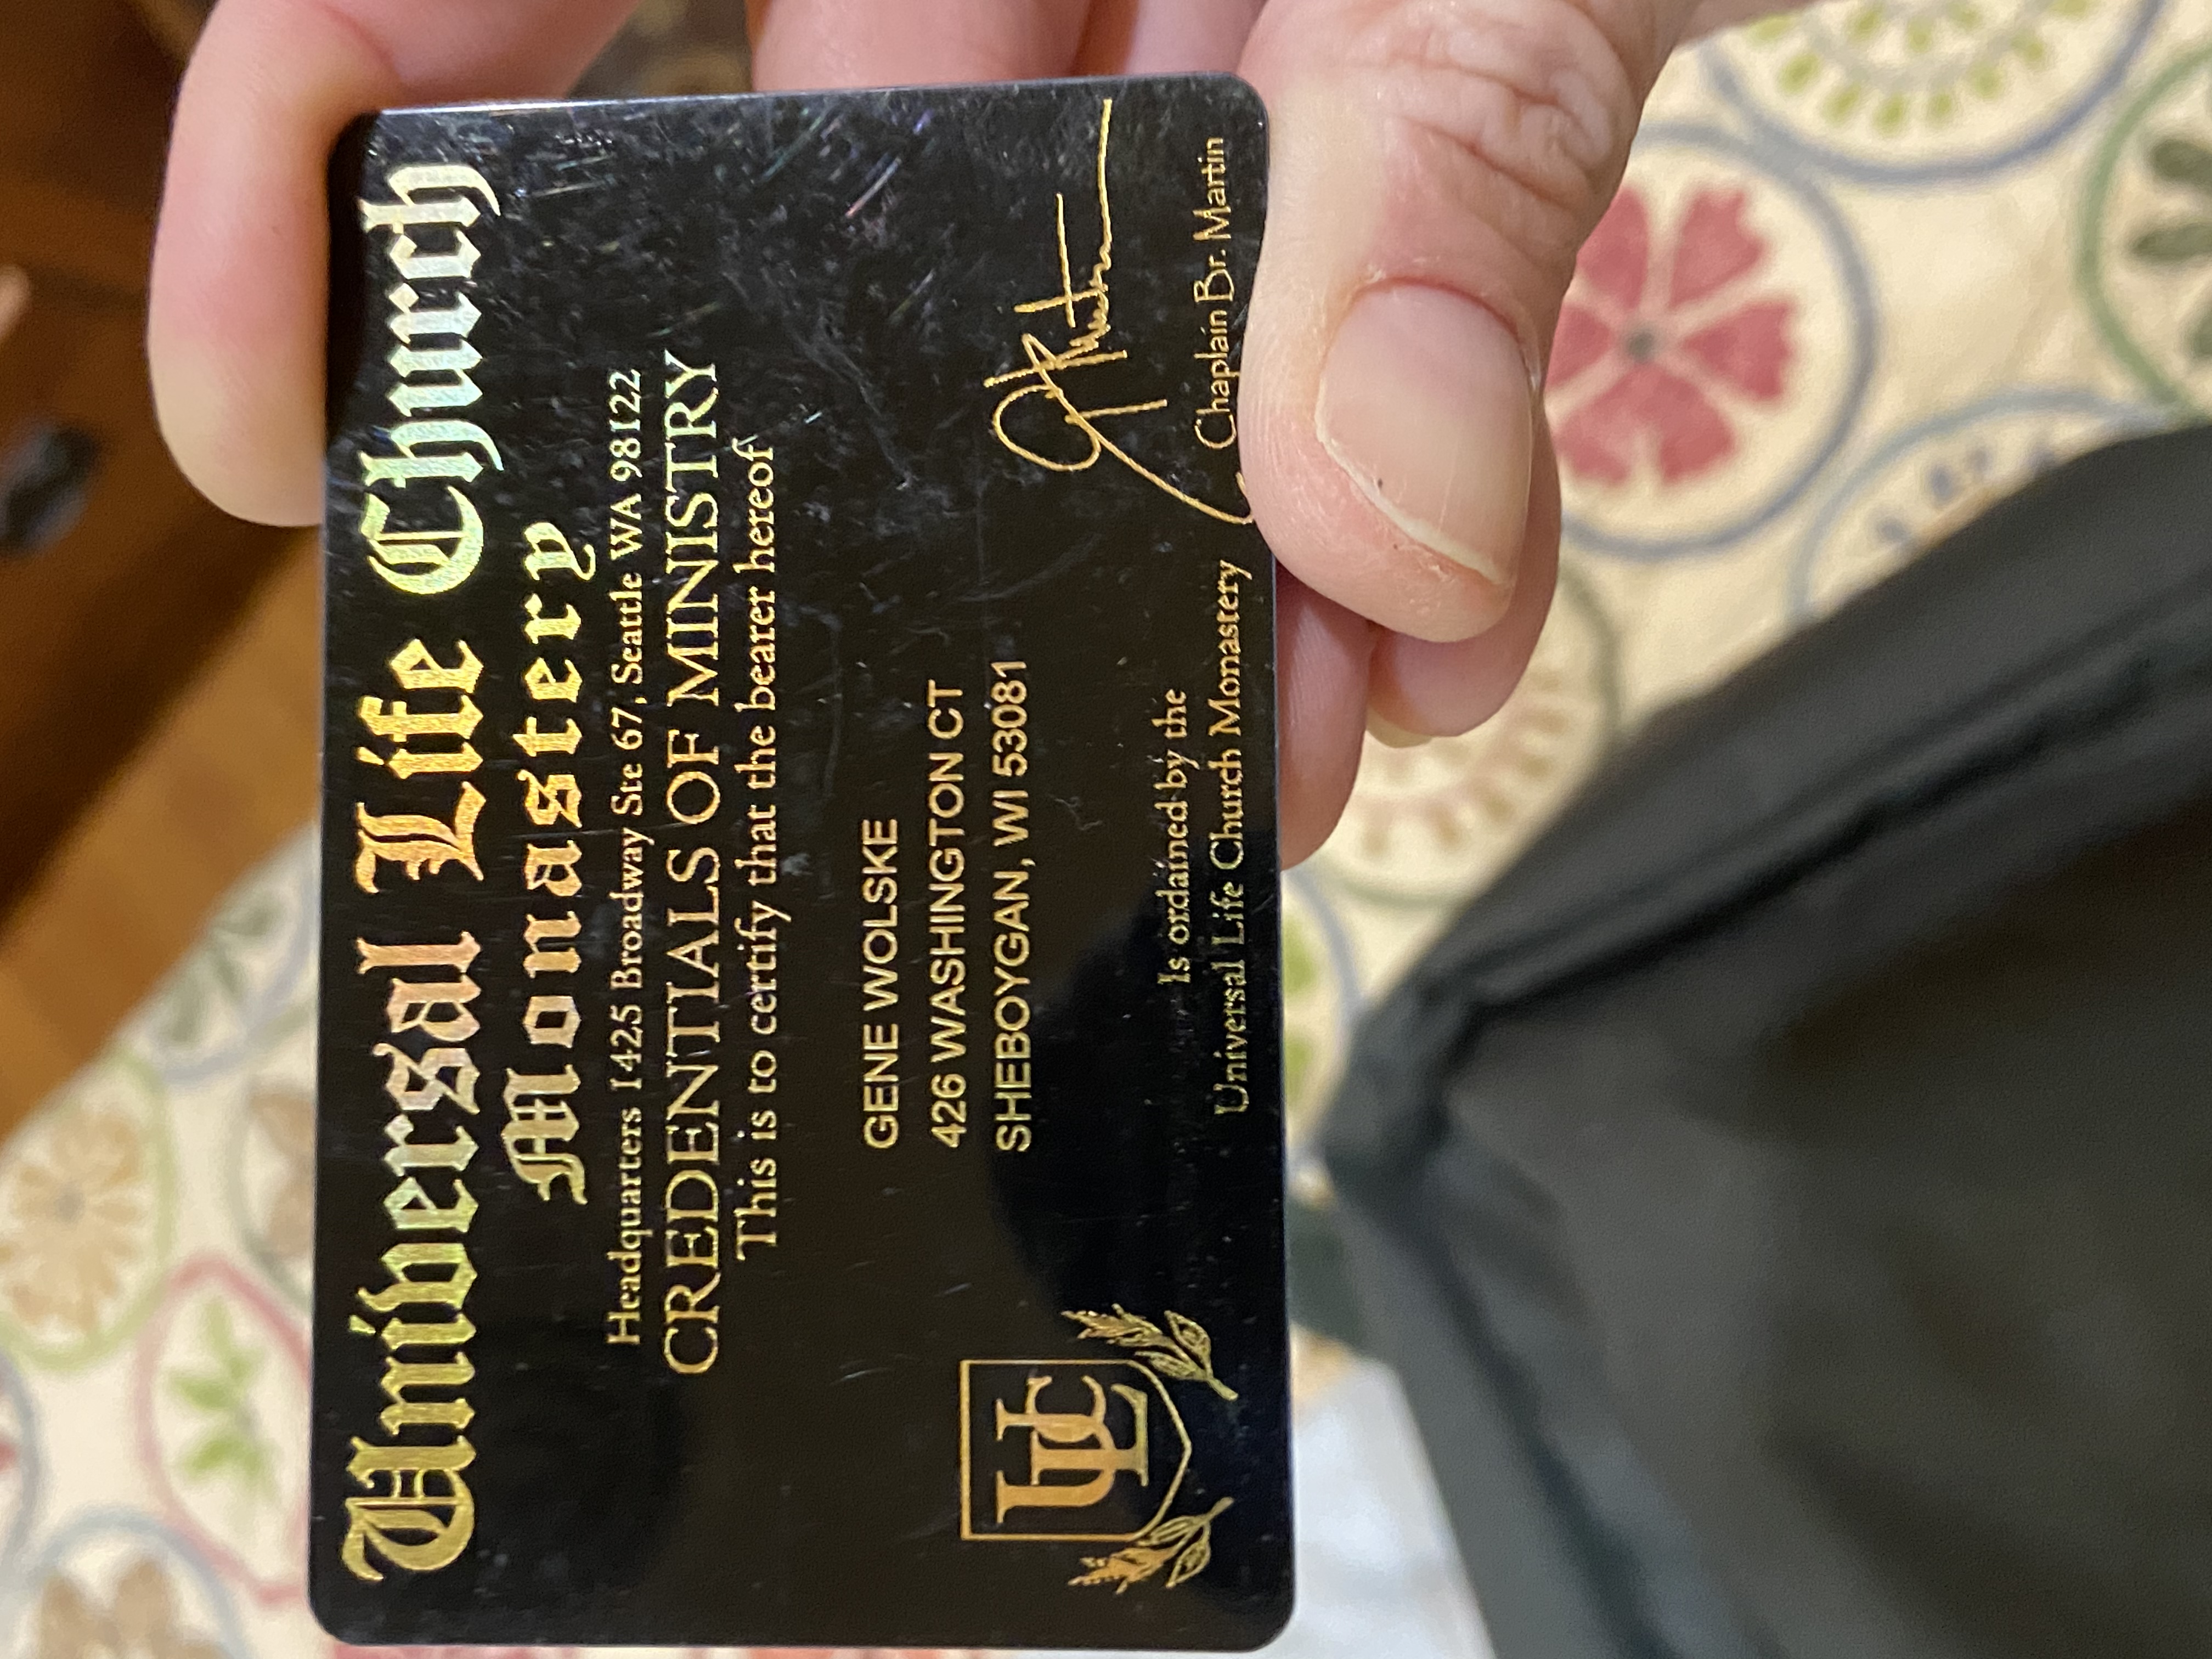 Universal Life Church
Monastery
Headquarters 1425 Broadway Ste 67, Seattle WA 98122
CREDENTIALS OF MINISTRY
This is to certify that the bearer hereof
GENE WOLSKE
426 WASHINGTON CT
SHEBOYGAN, WI 53081
ULC
Is ordained by the
Universal Life Church Monastery
Chaplain Br. Martin